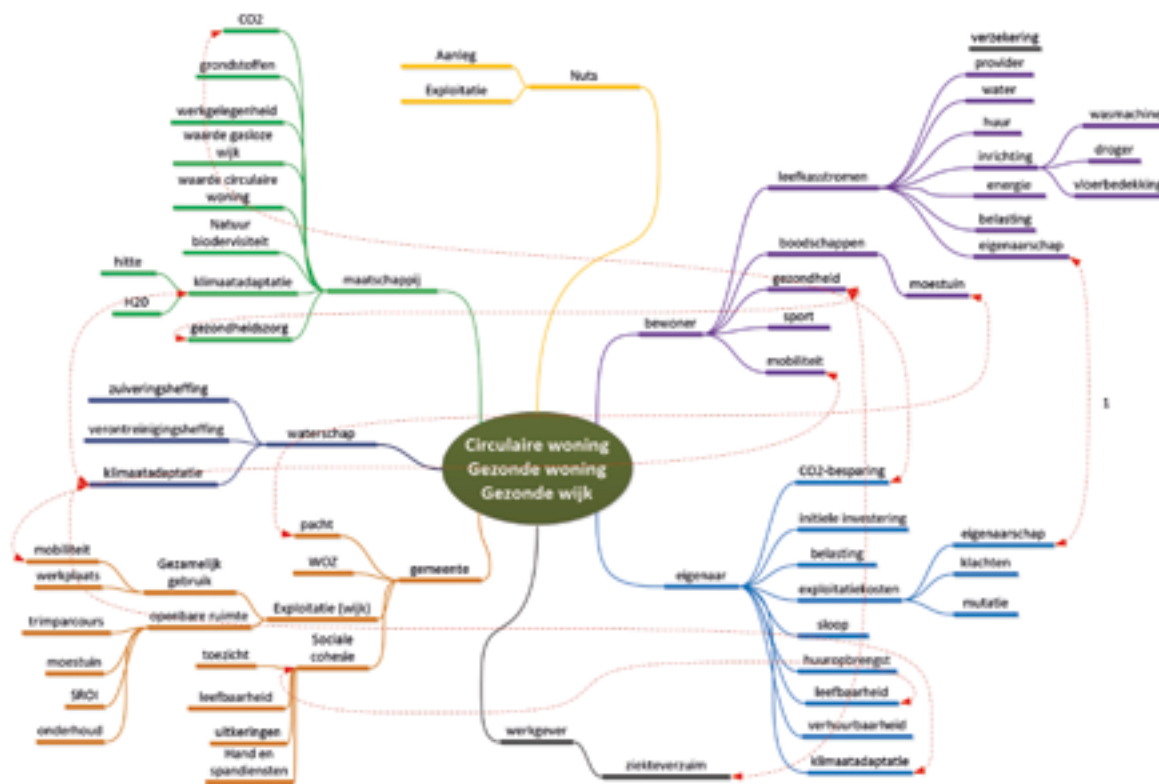 CO2
grondstoffen
werkgelegenheid
waarde gasloze
wijk
waarde circulaire
woning
Natuur
biodervisiteit
hitte
klimaatadaptatie
H20
gezondheidszorg
maatschappij
Aanleg
Exploitatie
Nuts
verzekering
provider
water
huur
inrichting
energie
belasting
eigenaarschap
wasmachine
droger
vloerbedekking
leefkasstromen
boodschappen
gezondheid
moestuin
sport
mobiliteit
bewoner
zuiveringsheffing
verontreinigingsheffing
klimaatadaptatie
waterschap
Circulaire woning
Gezonde woning
Gezonde wijk
1
pacht
WOZ
gemeente
mobiliteit
werkplaats
Gezamelijk
gebruik
Exploitatie (wijk)
openbare ruimte
trimparcours
moestuin
SROI
onderhoud
Sociale
cohesie
toezicht
leefbaarheid
uitkeringen
Hand en
spandiensten
werkgever
ziekteverzuim
eigenaar
CO2-besparing
initiele investering
belasting
exploitatiekosten
eigenaarschap
klachten
mutatie
sloop
huuropbrengst
leefbaarheid
verhuurbaarheid
klimaatadaptatie